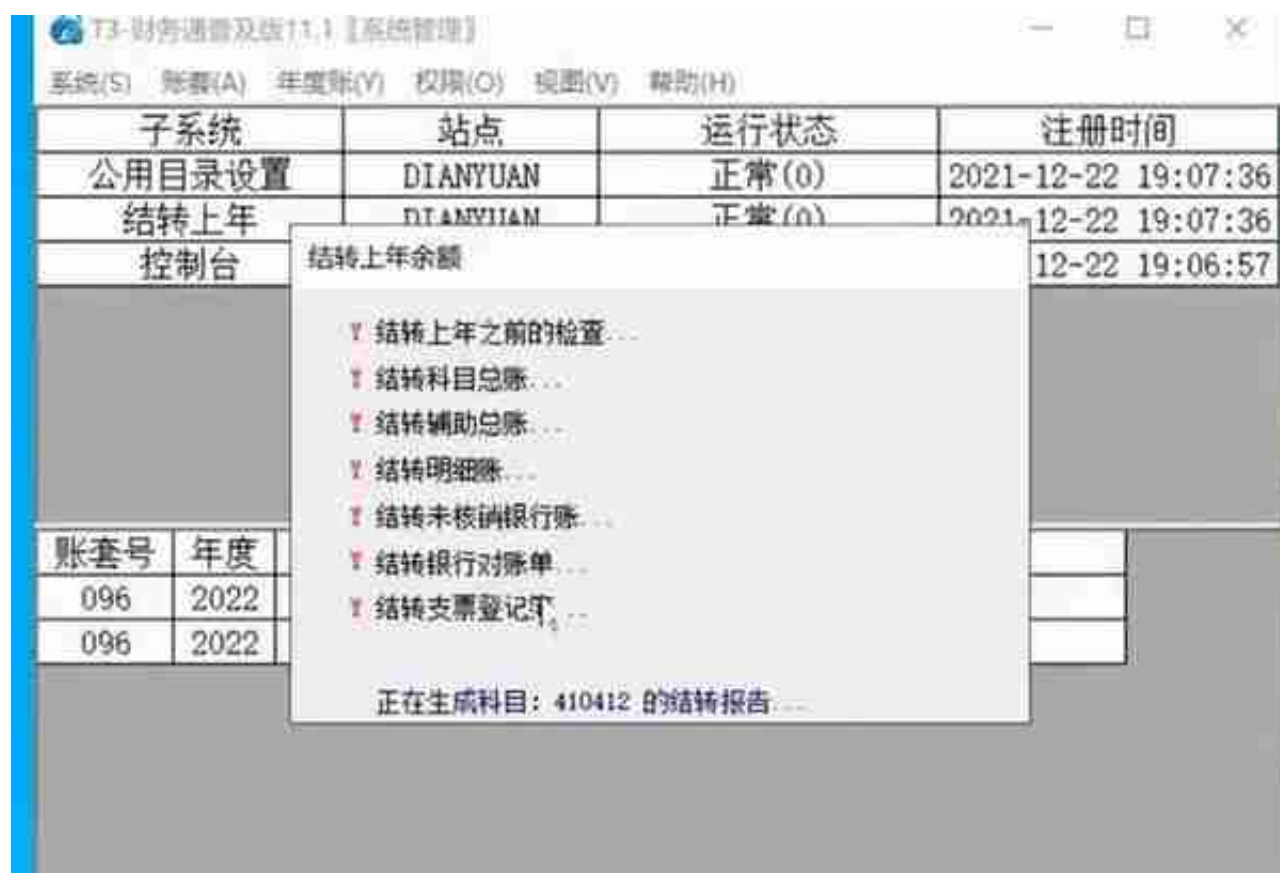 T3-财务通普及版11.1【系统管理】
系统(S) 账套(A) 年度账(Y) 权限(O) 视图(V) 帮助(H)
子系统 站点 运行状态 注册时间
公用目录设置 DIANYUAN 正常(0) 2021-12-22 19:07:36
结转上年 DIANYUAN 正常(0) 2021-12-22 19:07:36
控制台 12-22 19:06:57
结转上年余额
结转上年之前的检查...
结转科目总账...
结转辅助总账...
结转明细账...
结转未核销银行账...
结转银行对账单...
结转支票登记簿...
正在生成科目: 410412 的结转报告...
账套号 年度
096 2022
096 2022